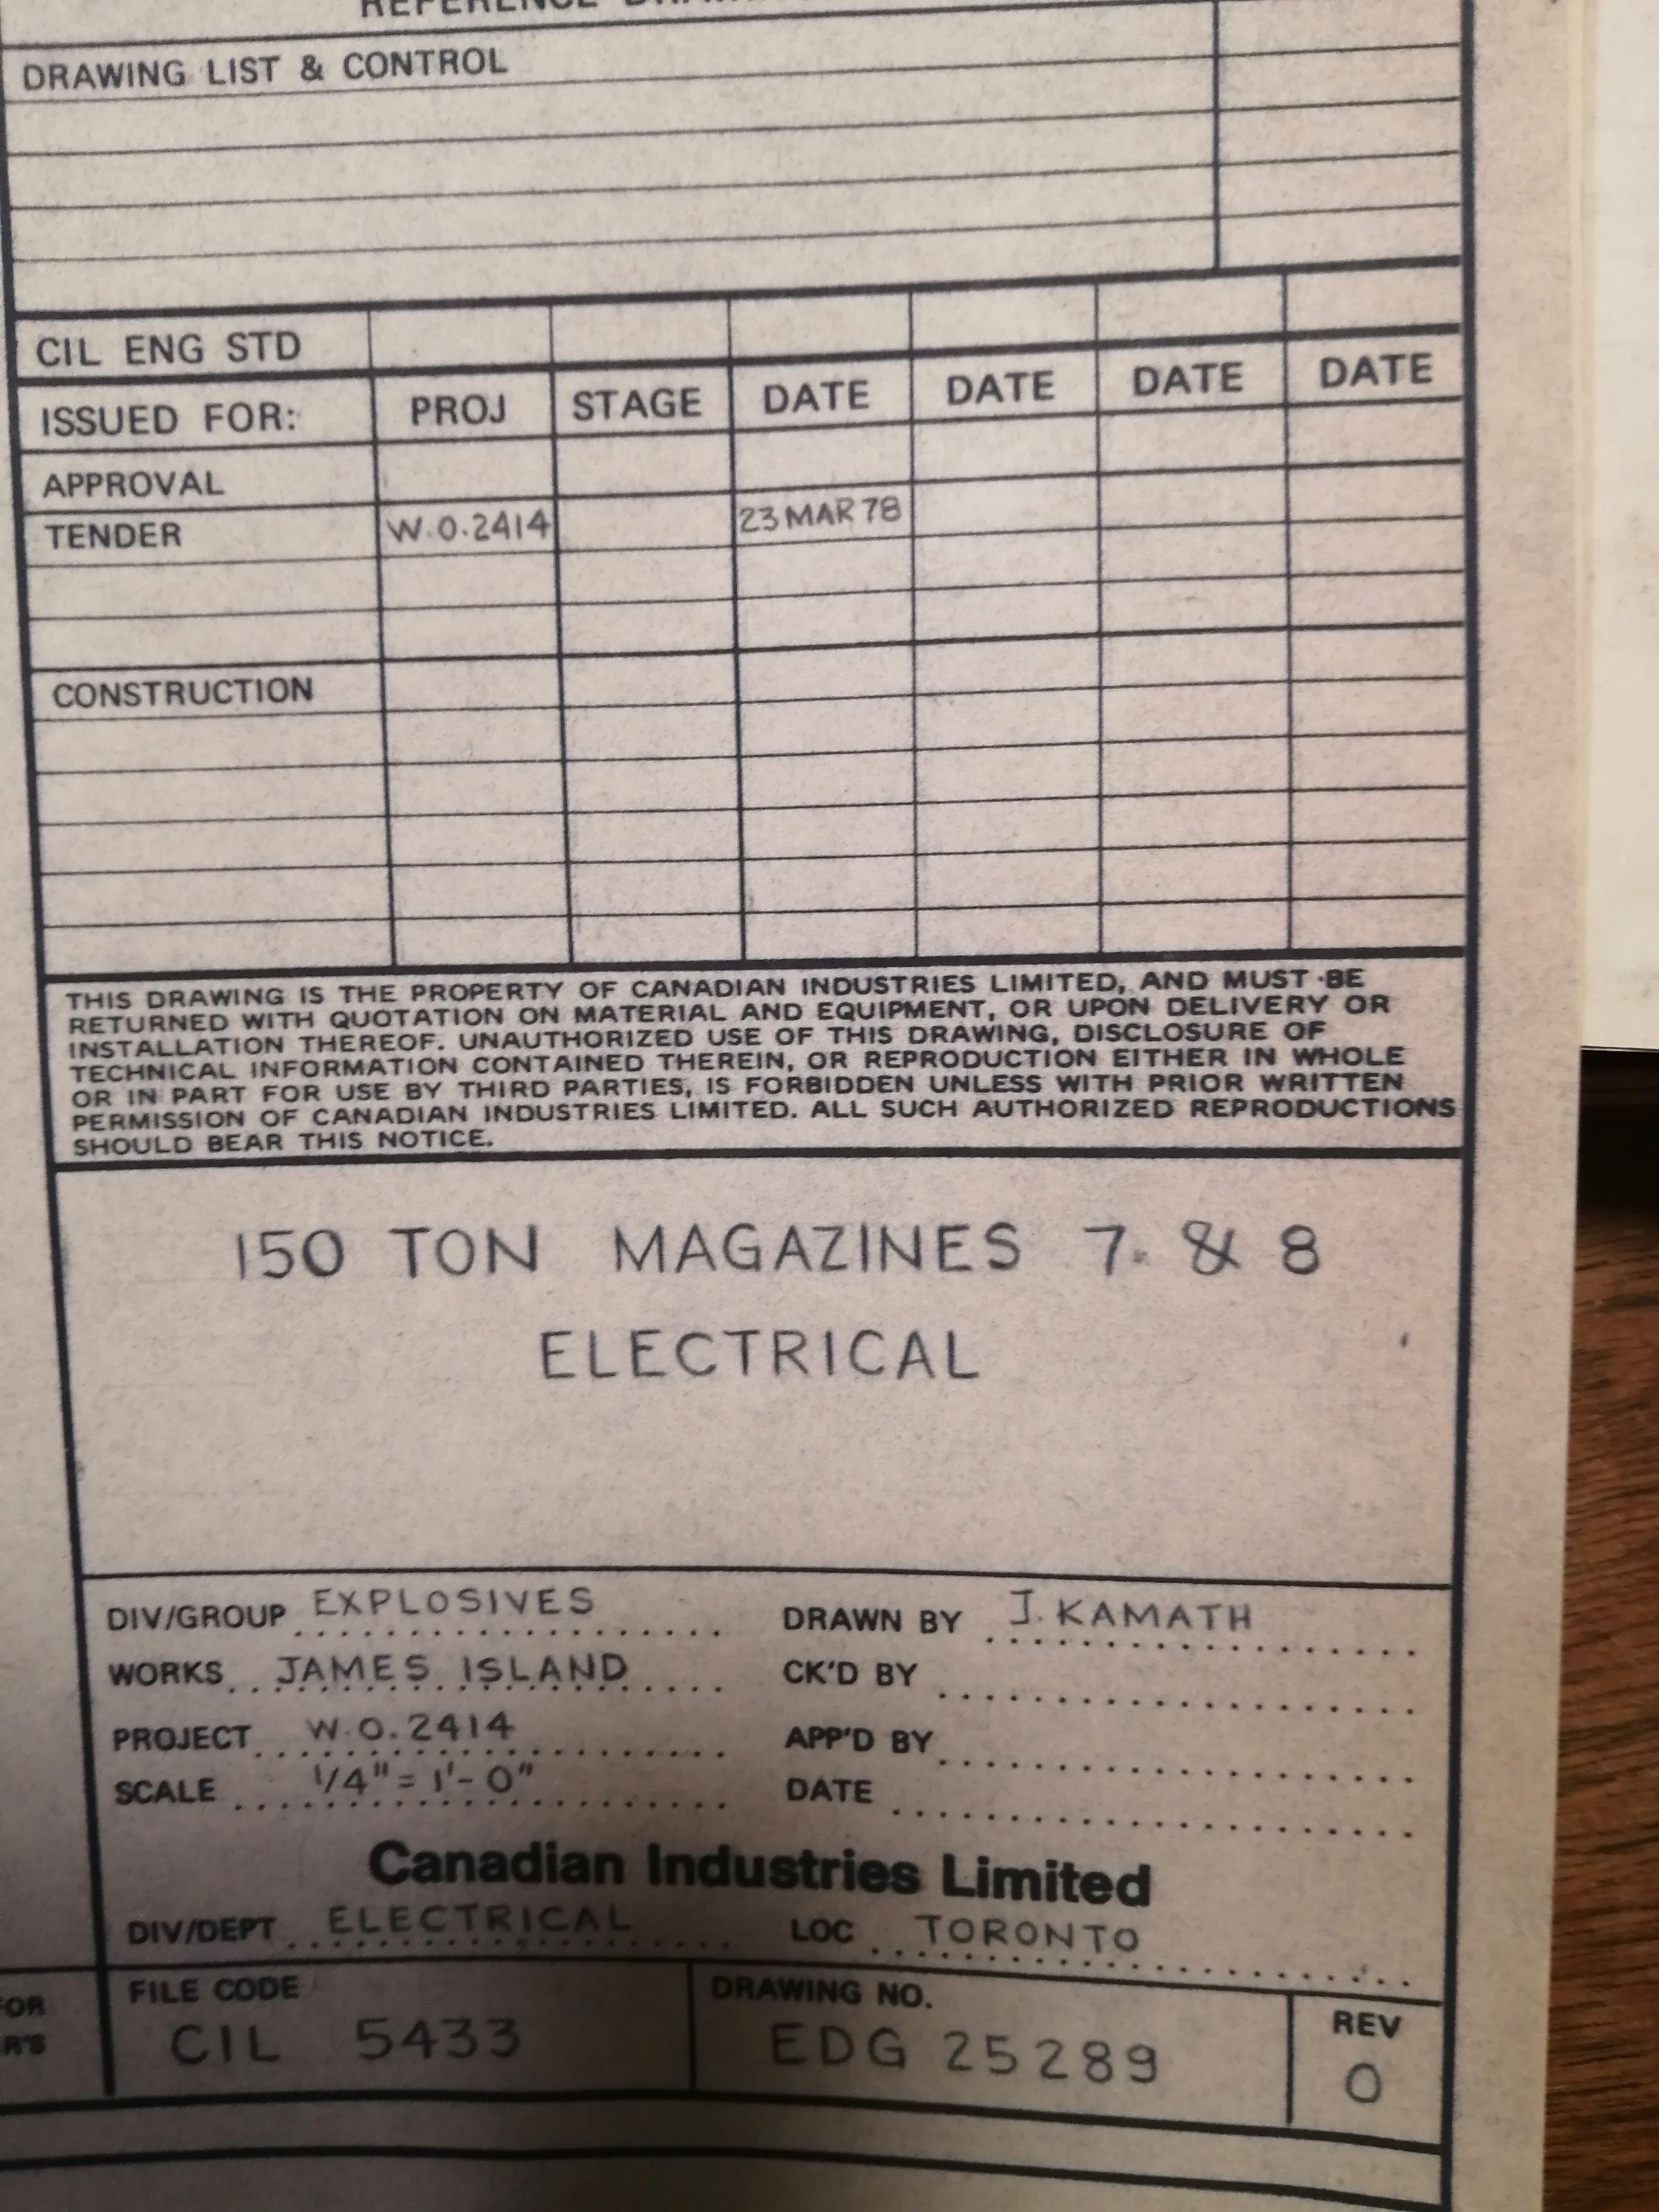 REFERENCE
DRAWING LIST & CONTROL
CIL ENG STD
ISSUED FOR: PROJ STAGE DATE DATE DATE DATE
APPROVAL
TENDER W.O.2414 23 MAR 78
CONSTRUCTION
THIS DRAWING IS THE PROPERTY OF CANADIAN INDUSTRIES LIMITED, AND MUST BE
RETURNED WITH QUOTATION ON MATERIAL AND EQUIPMENT, OR UPON DELIVERY OR
INSTALLATION THEREOF. UNAUTHORIZED USE OF THIS DRAWING, DISCLOSURE OF
TECHNICAL INFORMATION CONTAINED THEREIN, OR REPRODUCTION EITHER IN WHOLE
OR IN PART FOR USE BY THIRD PARTIES, IS FORBIDDEN UNLESS WITH PRIOR WRITTEN
PERMISSION OF CANADIAN INDUSTRIES LIMITED. ALL SUCH AUTHORIZED REPRODUCTIONS
SHOULD BEAR THIS NOTICE.
150 TON MAGAZINES 7 & 8
ELECTRICAL
DIV/GROUP EXPLOSIVES DRAWN BY J. KAMATH
WORKS JAMES ISLAND CK'D BY
PROJECT W.O.2414 APP'D BY
SCALE 1/4" = 1'-0" DATE
Canadian Industries Limited
DIV/DEPT ELECTRICAL LOC TORONTO
FILE CODE DRAWING NO. REV
CIL 5433 EDG 25289 0